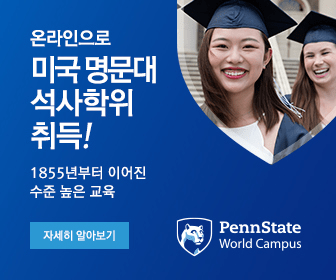 온라인으로
미국 명문대
석사학위
취득!
1855년부터 이어진
수준 높은 교육
자세히 알아보기
PennState
World Campus